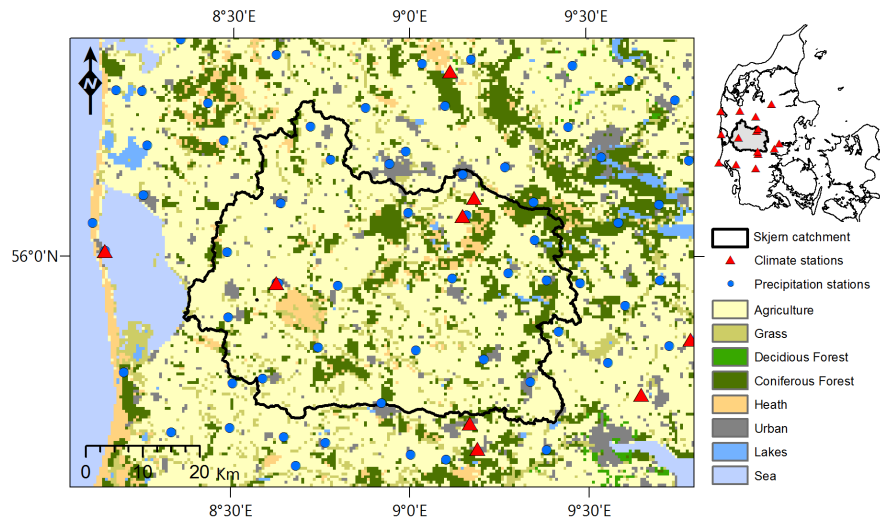 8°30'E 9°0'E 9°30'E
N
56°0'N
0 10 20 Km
8°30'E 9°0'E 9°30'E
Skjern catchment
Climate stations
Precipitation stations
Agriculture
Grass
Decidious Forest
Coniferous Forest
Heath
Urban
Lakes
Sea